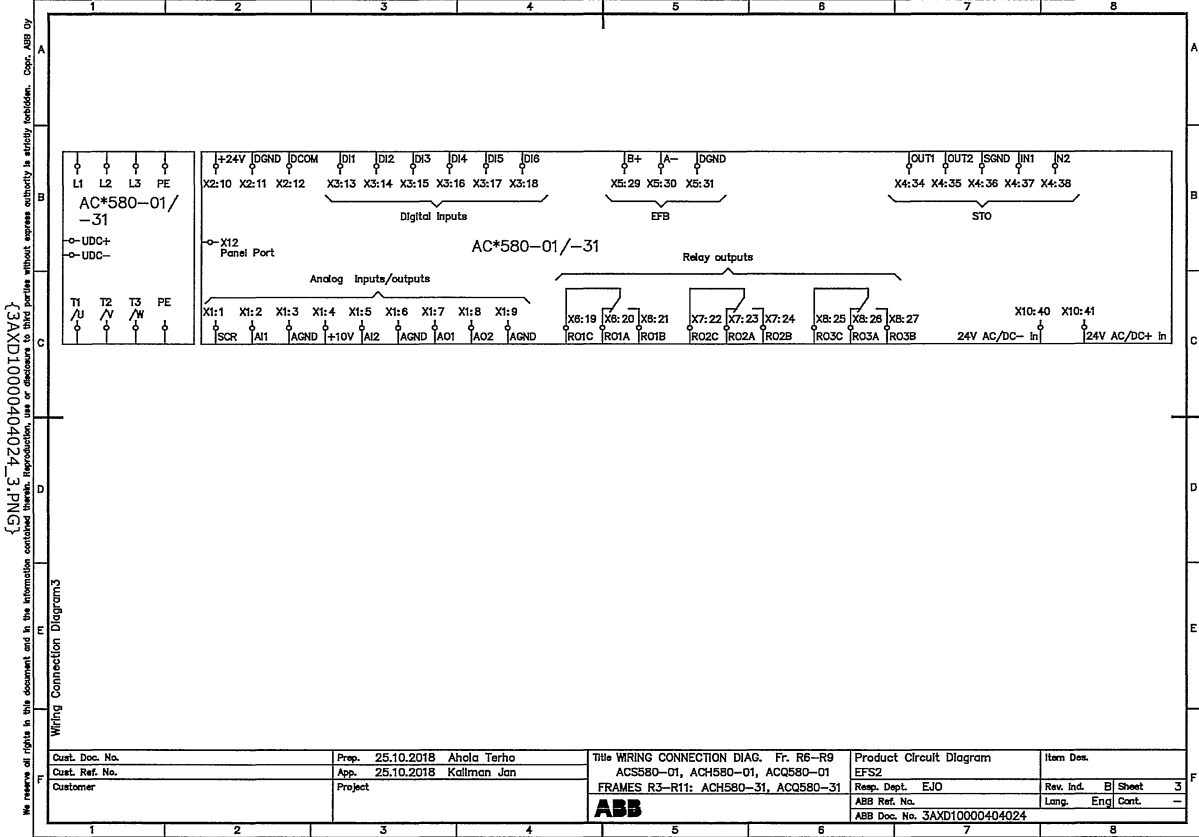 4 5 6 7 8
A A
+24V DGND DCOM DI1 DI2 DI3 DI4 DI5 DI6 B+ A- DGND OUT1 OUT2 SGND IN1 IN2
L1 L2 L3 PE X2:10 X2:11 X2:12 X3:13 X3:14 X3:15 X3:16 X3:17 X3:18 X5:29 X5:30 X5:31 X4:34 X4:35 X4:36 X4:37 X4:38
B B
AC*580-01/
-31
Digital Inputs EFB STO
UDC+
UDC-
X12
Panel Port
AC*580-01/-31
Relay outputs
Analog Inputs/outputs
T1 T2 T3 PE
/U /V /W
X1:1 X1:2 X1:3 X1:4 X1:5 X1:6 X1:7 X1:8 X1:9 X6:19 X6:20 X6:21 X7:22 X7:23 X7:24 X8:25 X8:26 X8:27 X10:40 X10:41
SCR AI1 AGND +10V AI2 AGND AO1 AO2 AGND RO1C RO1A RO1B RO2C RO2A RO2B RO3C RO3A RO3B 24V AC/DC- in 24V AC/DC+ in
C C
D D
E E
F F
Wiring Connection Diagram3
We reserve all rights in this document and in the information contained therein. Reproduction, use or disclosure to third parties without express authority is strictly forbidden. Copr. ABB Oy
{3AXD10000404024_3.PNG}
Cust. Doc. No.
Cust. Ref. No.
Customer
Prep. 25.10.2018 Ahola Terho
App. 25.10.2018 Kallman Jan
Project
Title WIRING CONNECTION DIAG. Fr. R6-R9
ACS580-01, ACH580-01, ACQ580-01
FRAMES R3-R11: ACH580-31, ACQ580-31
ABB
Product Circuit Diagram
EFS2
Resp. Dept. EJO
ABB Ref. No.
ABB Doc. No. 3AXD10000404024
Item Des.
Rev. Ind. B Sheet 3
Lang. Eng Cont. -
1 2 3 4 5 6 7 8